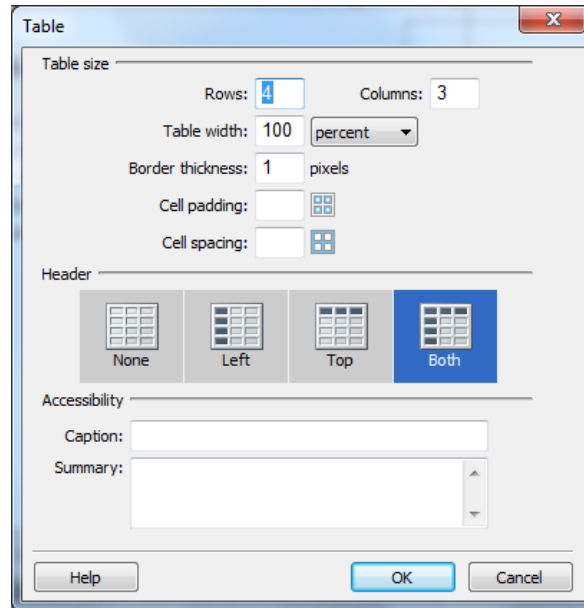 Table
Table size
Rows: 4 Columns: 3
Table width: 100 percent
Border thickness: 1 pixels
Cell padding:
Cell spacing:
Header
None Left Top Both
Accessibility
Caption:
Summary:
Help OK Cancel